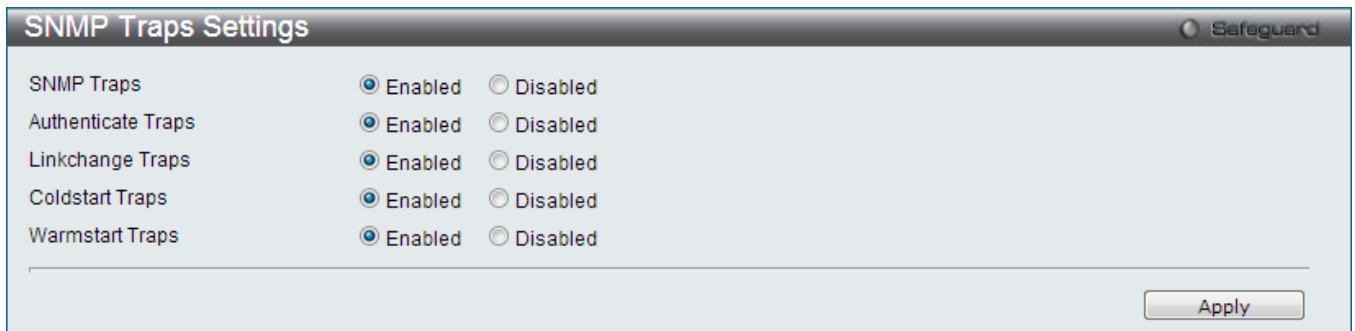 SNMP Traps Settings Safeguard
SNMP Traps Enabled Disabled
Authenticate Traps Enabled Disabled
Linkchange Traps Enabled Disabled
Coldstart Traps Enabled Disabled
Warmstart Traps Enabled Disabled
Apply